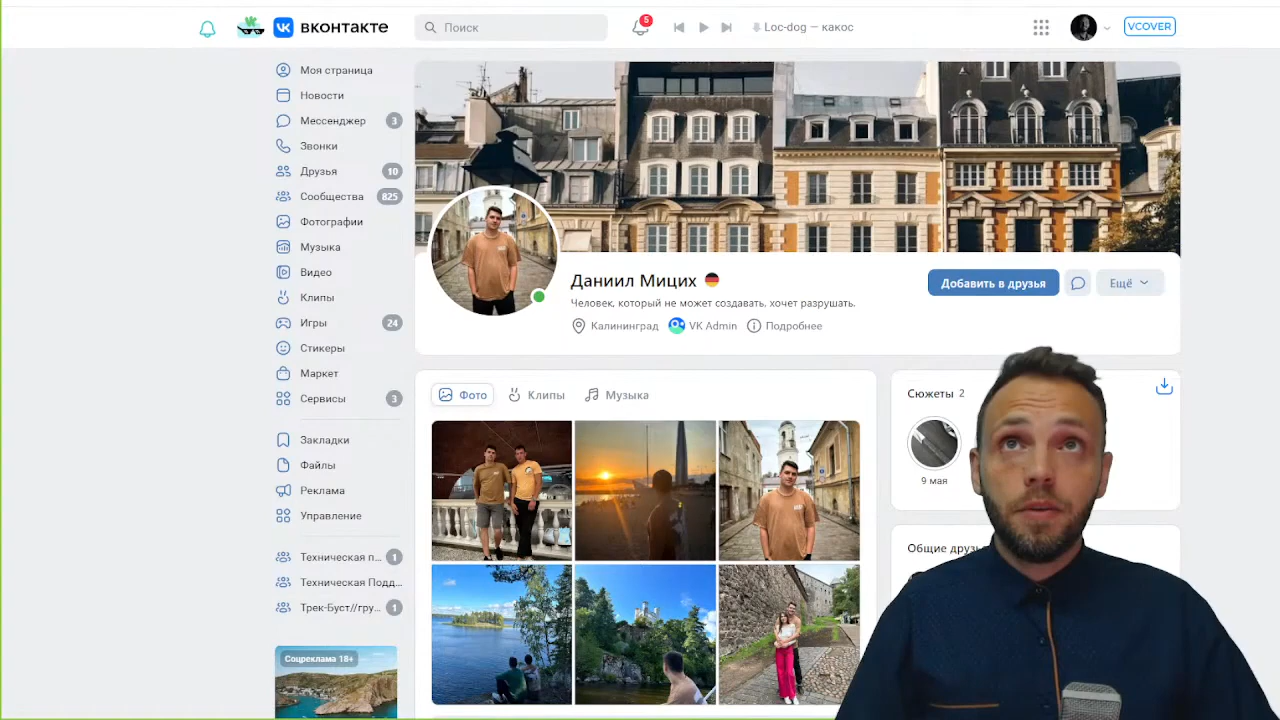 вконтакте
Поиск
5
Loc-dog — какос
VCOVER
Моя страница
Новости
Мессенджер 3
Звонки
Друзья 10
Сообщества 825
Фотографии
Музыка
Видео
Клипы
Игры 24
Стикеры
Маркет
Сервисы 3
Закладки
Файлы
Реклама
Управление
Техническая п... 1
Техническая Подд...
Трек-Буст//гру... 1
Соцреклама 18+
Даниил Мицих
Человек, который не может создавать, хочет разрушать.
Калининград VK Admin Подробнее
Добавить в друзья
Ещё
Фото Клипы Музыка
Сюжеты 2
9 мая
Общие друзь